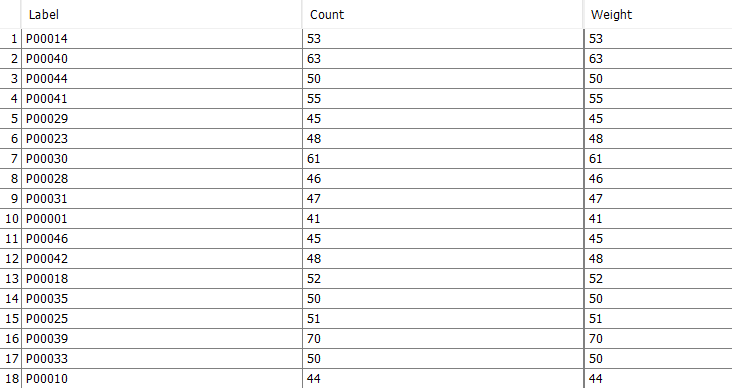 Label Count Weight
1 P00014 53 53
2 P00040 63 63
3 P00044 50 50
4 P00041 55 55
5 P00029 45 45
6 P00023 48 48
7 P00030 61 61
8 P00028 46 46
9 P00031 47 47
10 P00001 41 41
11 P00046 45 45
12 P00042 48 48
13 P00018 52 52
14 P00035 50 50
15 P00025 51 51
16 P00039 70 70
17 P00033 50 50
18 P00010 44 44